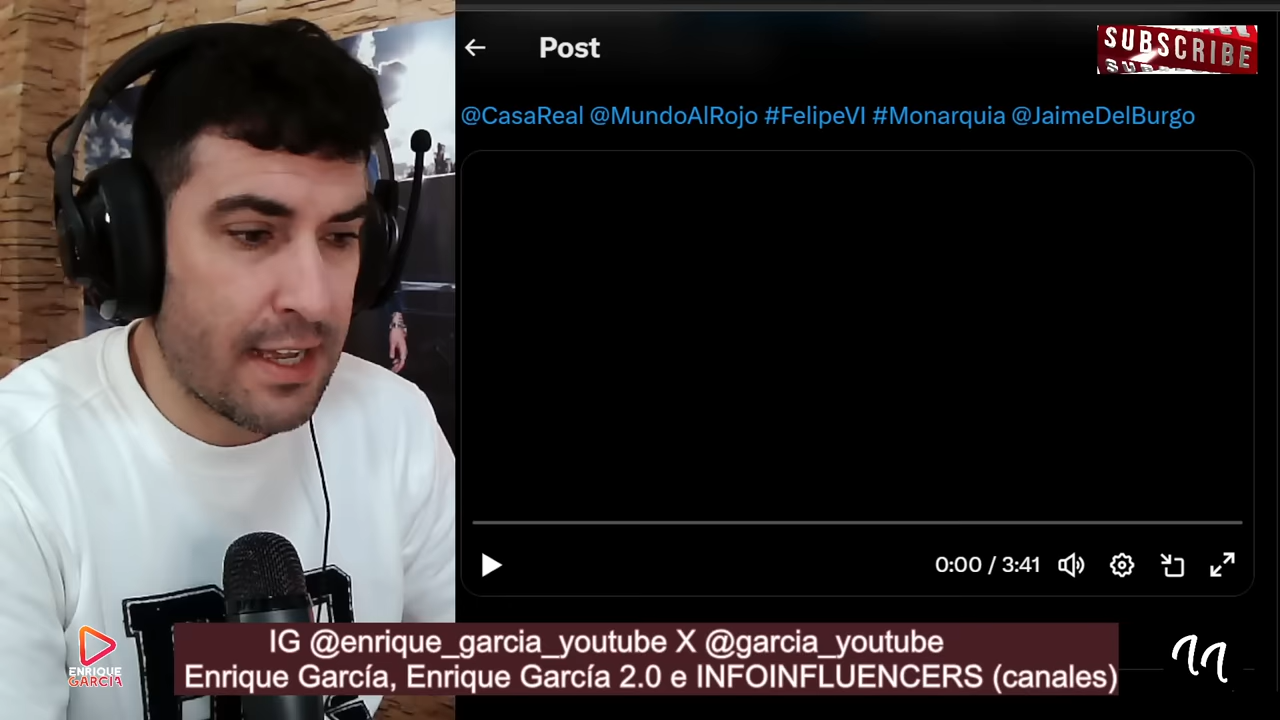 Post
SUBSCRIBE
@CasaReal @MundoAlRojo #FelipeVI #Monarquia @JaimeDelBurgo
0:00 / 3:41
IG @enrique_garcia_youtube X @garcia_youtube
Enrique García, Enrique García 2.0 e INFOINFLUENCERS (canales)
ENRIQUE
GARCÍA